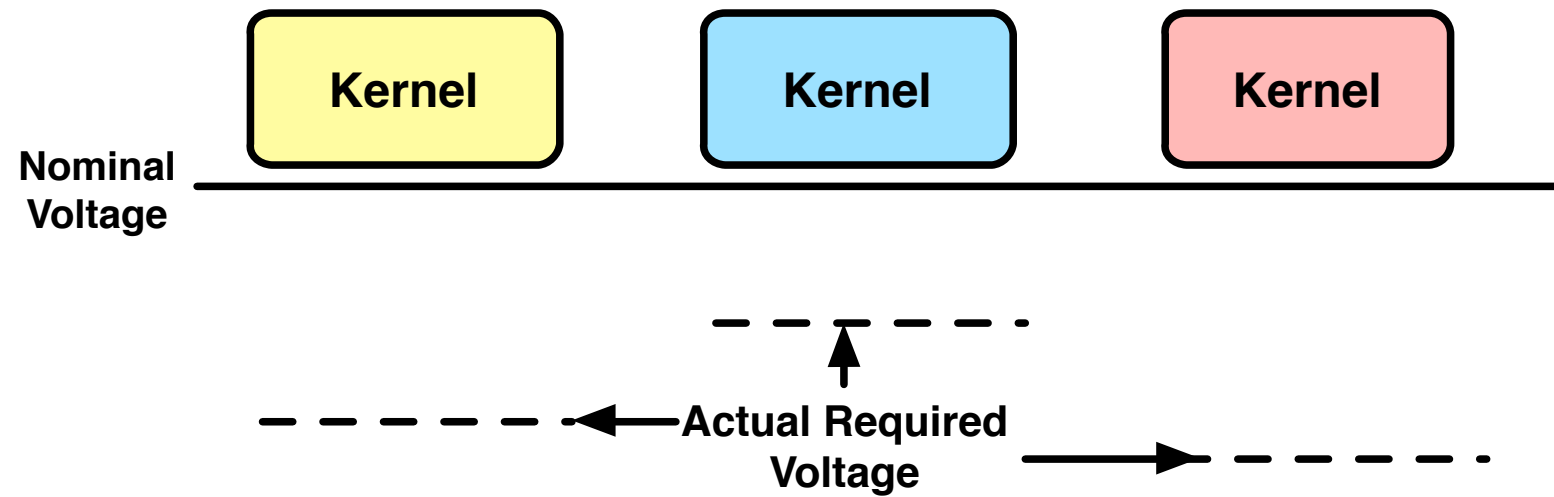 Kernel
Kernel
Kernel
Nominal
Voltage
Actual Required
Voltage